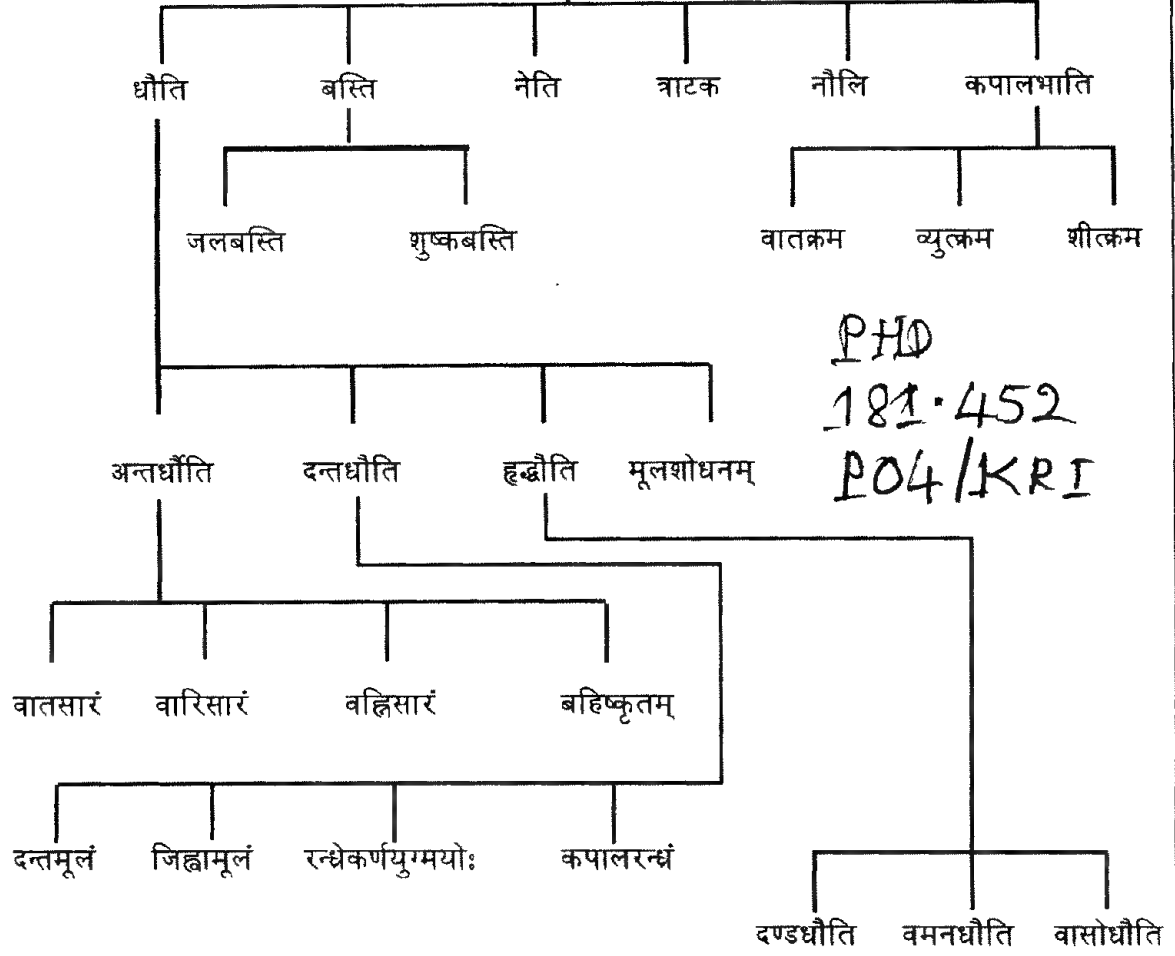 धौति बस्ति नेति त्राटक नौलि कपालभाति
जलबस्ति शुष्कबस्ति वातक्रम व्युत्क्रम शीत्क्रम
PHD
181.452
PO4/KRI
अन्तर्धौति दन्तधौति हृद्धौति मूलशोधनम्
वातसारं वारिसारं वह्निसारं बहिष्कृतम्
दन्तमूलं जिह्वामूलं रन्ध्रेकर्णयुग्मयोः कपालरन्ध्रं
दण्डधौति वमनधौति वासोधौति